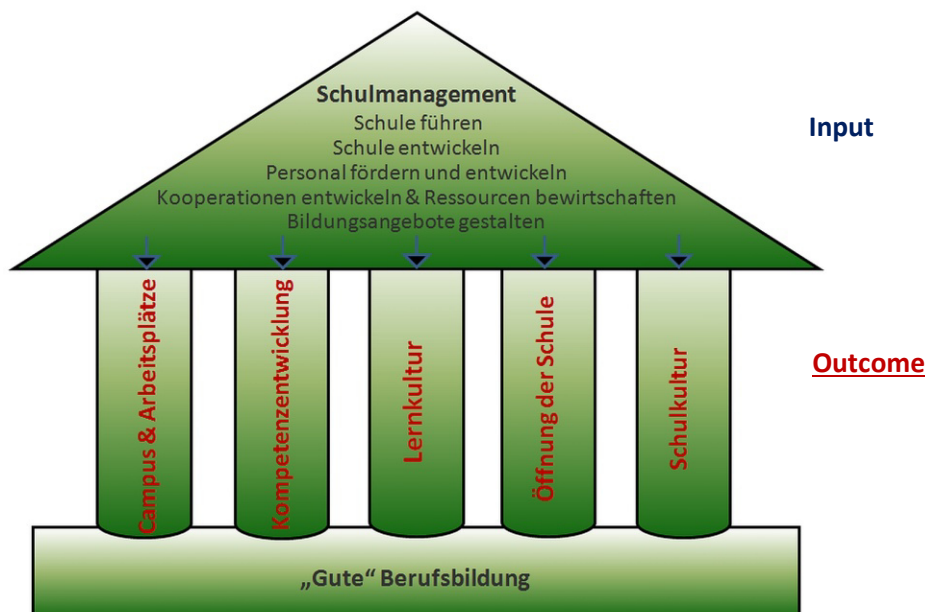 Schulmanagement
Schule führen
Schule entwickeln
Personal fördern und entwickeln
Kooperationen entwickeln & Ressourcen bewirtschaften
Bildungsangebote gestalten
Input
Campus & Arbeitsplätze
Kompetenzentwicklung
Lernkultur
Öffnung der Schule
Schulkultur
Outcome
„Gute“ Berufsbildung